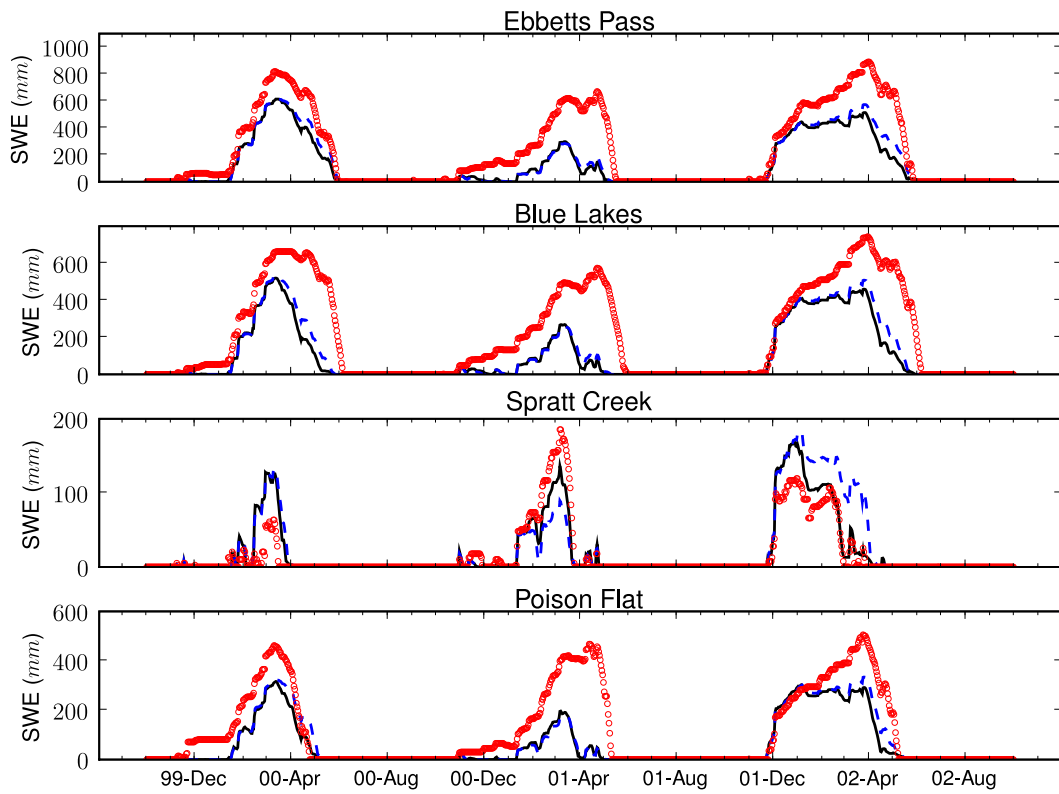 Ebbetts Pass
1000
800
600
400
200
0
SWE (mm)
Blue Lakes
600
400
200
0
SWE (mm)
Spratt Creek
200
100
0
SWE (mm)
Poison Flat
600
400
200
0
SWE (mm)
99-Dec 00-Apr 00-Aug 00-Dec 01-Apr 01-Aug 01-Dec 02-Apr 02-Aug